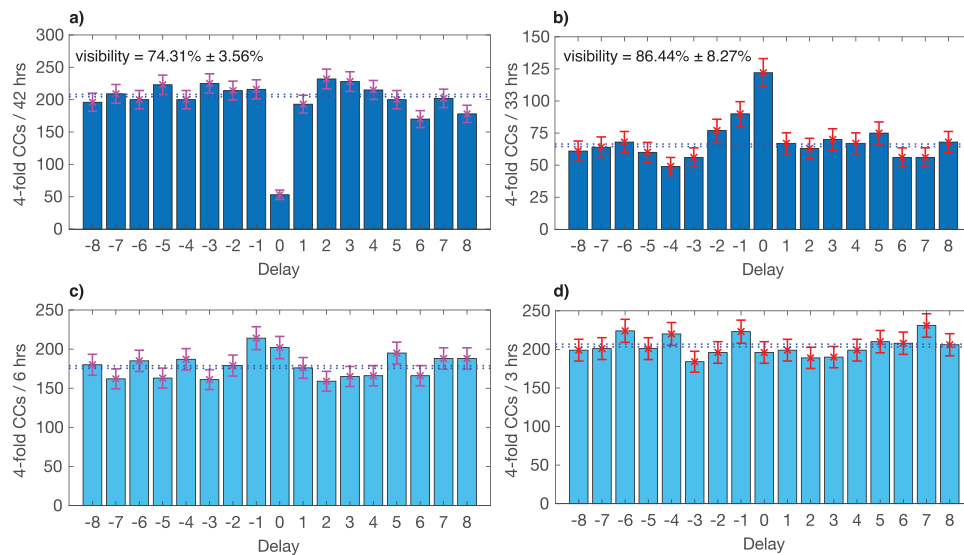 a)
visibility = 74.31% ± 3.56%
4-fold CCs / 42 hrs
300
250
200
150
100
50
0
-8 -7 -6 -5 -4 -3 -2 -1 0 1 2 3 4 5 6 7 8
Delay
b)
visibility = 86.44% ± 8.27%
4-fold CCs / 33 hrs
150
125
100
75
50
25
0
-8 -7 -6 -5 -4 -3 -2 -1 0 1 2 3 4 5 6 7 8
Delay
c)
4-fold CCs / 6 hrs
250
200
150
100
50
0
-8 -7 -6 -5 -4 -3 -2 -1 0 1 2 3 4 5 6 7 8
Delay
d)
4-fold CCs / 3 hrs
250
200
150
100
50
0
-8 -7 -6 -5 -4 -3 -2 -1 0 1 2 3 4 5 6 7 8
Delay